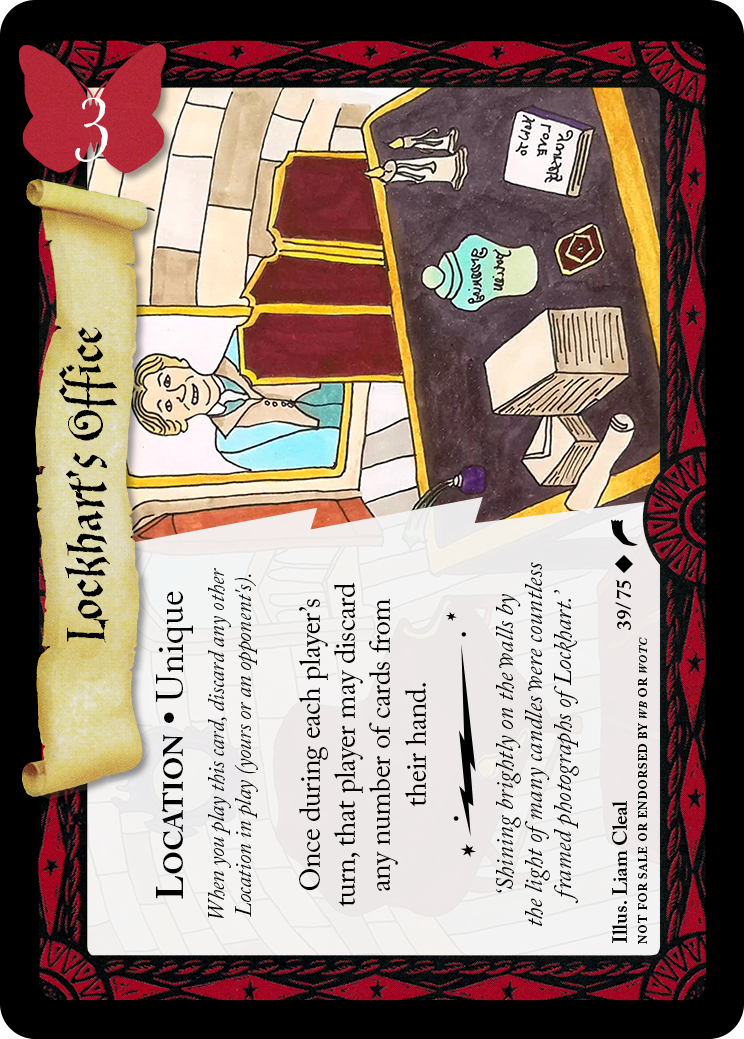 3
Lockhart's Office
LOCATION • Unique
When you play this card, discard any other
Location in play (yours or an opponent's).
Once during each player's
turn, that player may discard
any number of cards from
their hand.
'Shining brightly on the walls by
the light of many candles were countless
framed photographs of Lockhart.'
Illus. Liam Cleal
39/75
NOT FOR SALE OR ENDORSED BY WB OR WOTC